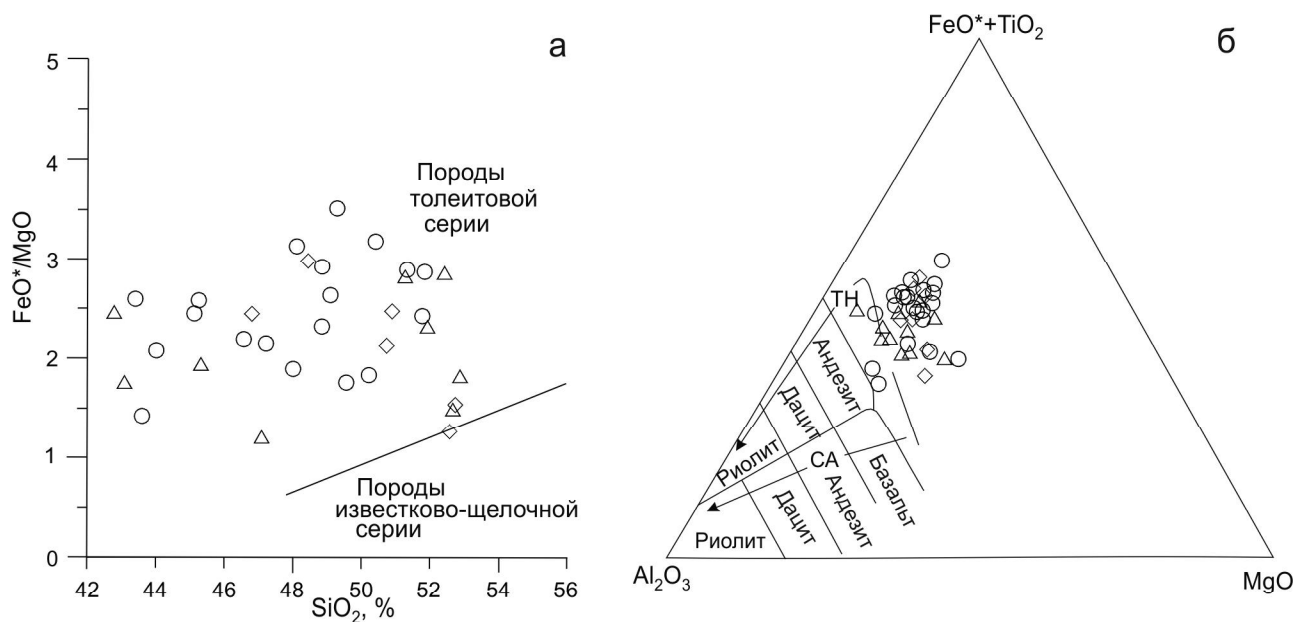 а
5
4
3
2
1
0
FeO*/MgO
42 44 46 48 50 52 54 56
SiO₂, %
Породы
толеитовой
серии
Породы
известково-щелочной
серии
б
FeO*+TiO₂
TH
Андезит
Дацит
Риолит
CA
Базальт
Андезит
Дацит
Риолит
Al₂O₃
MgO